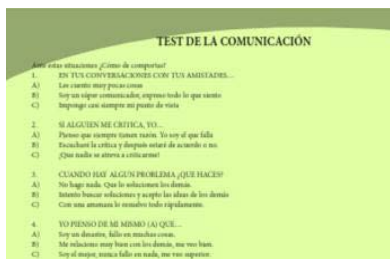 TEST DE LA COMUNICACIÓN
Ante estas situaciones ¿Cómo de comportas?
1. EN TUS CONVERSACIONES CON TUS AMISTADES...
A) Les cuento muy pocas cosas
B) Soy un súper comunicador, expreso todo lo que siento
C) Impongo casi siempre mi punto de vista
2. SI ALGUIEN ME CRITICA, YO...
A) Pienso que siempre tienen razón. Yo soy el que falla
B) Escucharé la crítica y después estaré de acuerdo o no.
C) ¡Que nadie se atreva a criticarme!
3. CUANDO HAY ALGÚN PROBLEMA ¿QUE HACES?
A) No hago nada. Que lo solucionen los demás.
B) Intento buscar soluciones y acepto las ideas de los demás
C) Con una amenaza lo resuelvo todo rápidamente.
4. YO PIENSO DE MI MISMO (A) QUE...
A) Soy un desastre, fallo en muchas cosas.
B) Me relaciono muy bien con los demás, me veo bien.
C) Soy el mejor, nunca fallo en nada, me veo superior.